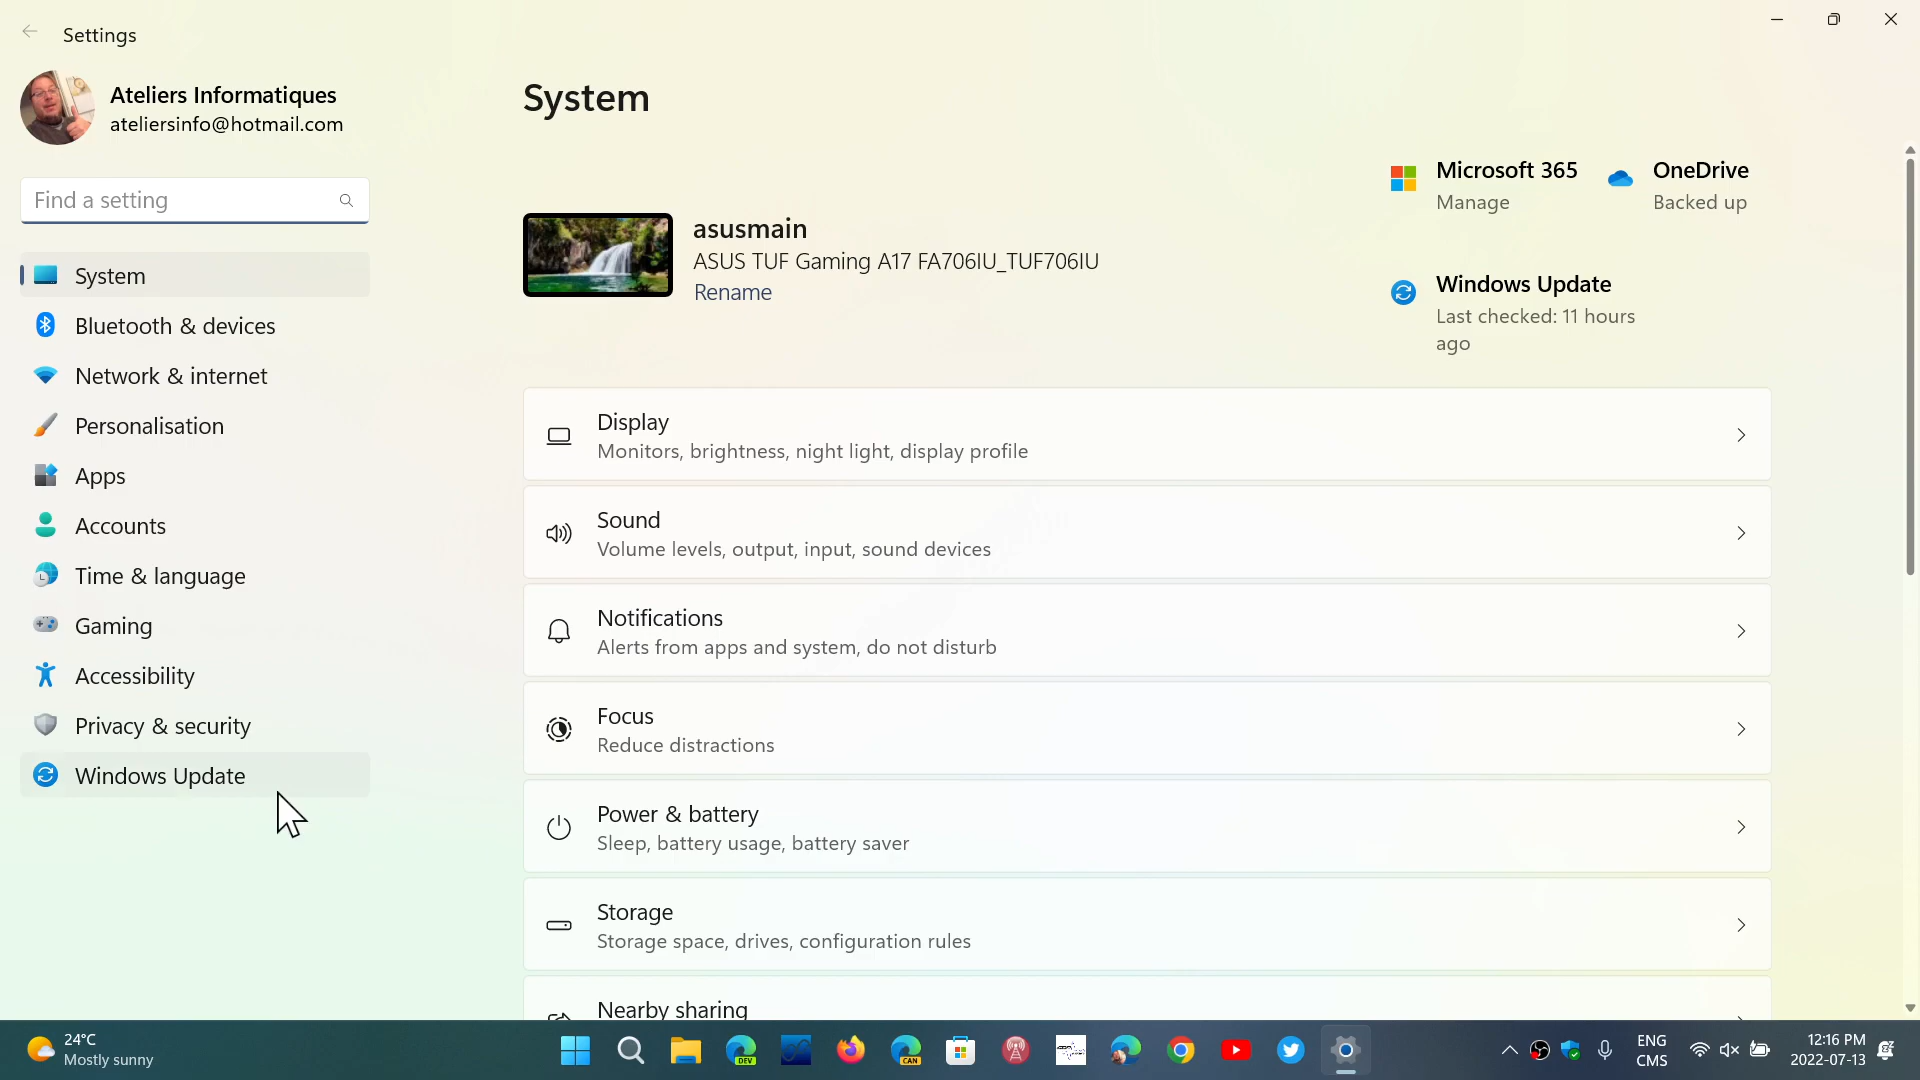 Settings
Ateliers Informatiques
ateliersinfo@hotmail.com
Find a setting
System
Bluetooth & devices
Network & internet
Personalisation
Apps
Accounts
Time & language
Gaming
Accessibility
Privacy & security
Windows Update
System
asusmain
ASUS TUF Gaming A17 FA706IU_TUF706IU
Rename
Microsoft 365
Manage
OneDrive
Backed up
Windows Update
Last checked: 11 hours
ago
Display
Monitors, brightness, night light, display profile
Sound
Volume levels, output, input, sound devices
Notifications
Alerts from apps and system, do not disturb
Focus
Reduce distractions
Power & battery
Sleep, battery usage, battery saver
Storage
Storage space, drives, configuration rules
Nearby sharing
24°C
Mostly sunny
DEV
CAN
ENG
CMS
12:16 PM
2022-07-13